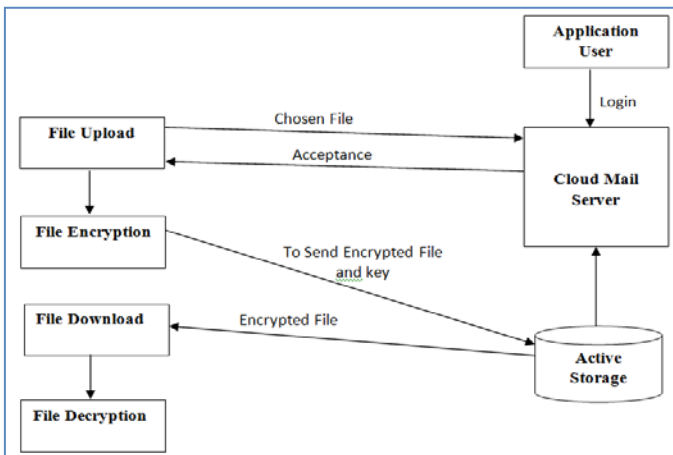 Application
User
Login
Chosen File
File Upload
Acceptance
Cloud Mail
Server
File Encryption
To Send Encrypted File
and key
File Download
Encrypted File
Active
Storage
File Decryption